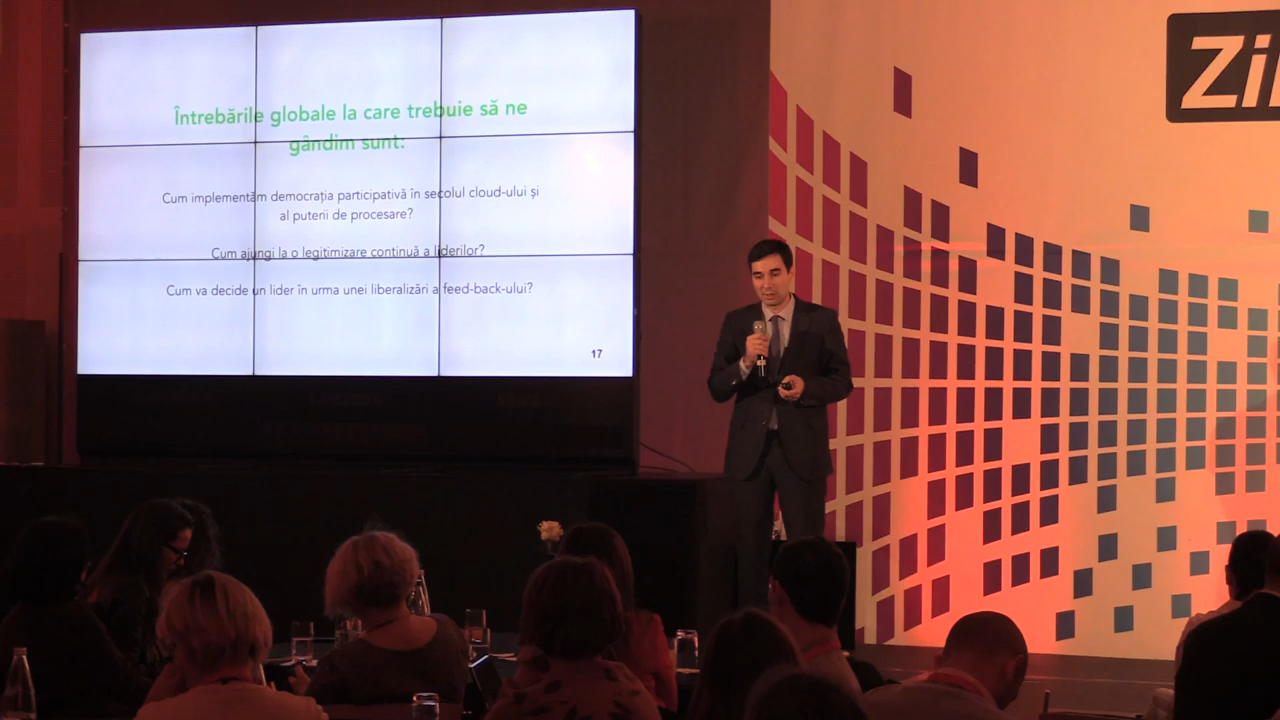 Întrebările globale la care trebuie să ne
gândim sunt:
Cum implementăm democrația participativă în secolul cloud-ului și
al puterii de procesare?
Cum ajungi la o legitimizare continuă a liderilor?
Cum va decide un lider în urma unei liberalizări a feed-back-ului?
17
Zi